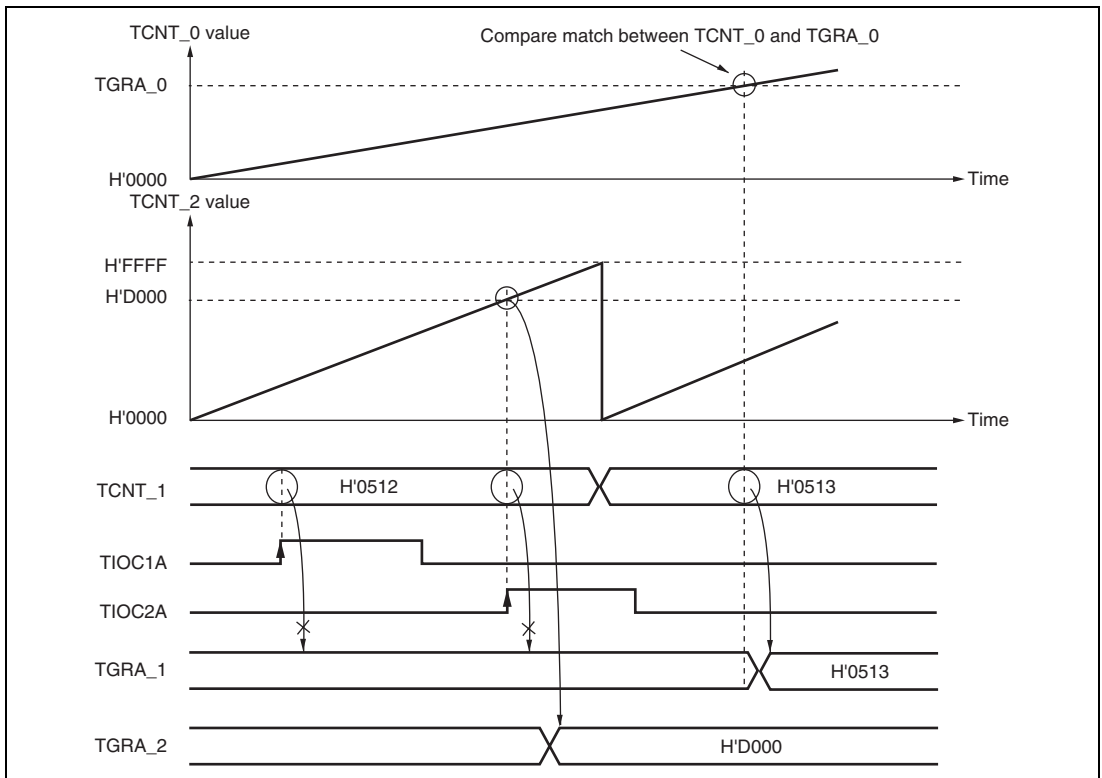 TCNT_0 value
Compare match between TCNT_0 and TGRA_0
TGRA_0
H'0000
Time
TCNT_2 value
H'FFFF
H'D000
H'0000
Time
TCNT_1
H'0512
H'0513
TIOC1A
TIOC2A
TGRA_1
H'0513
TGRA_2
H'D000